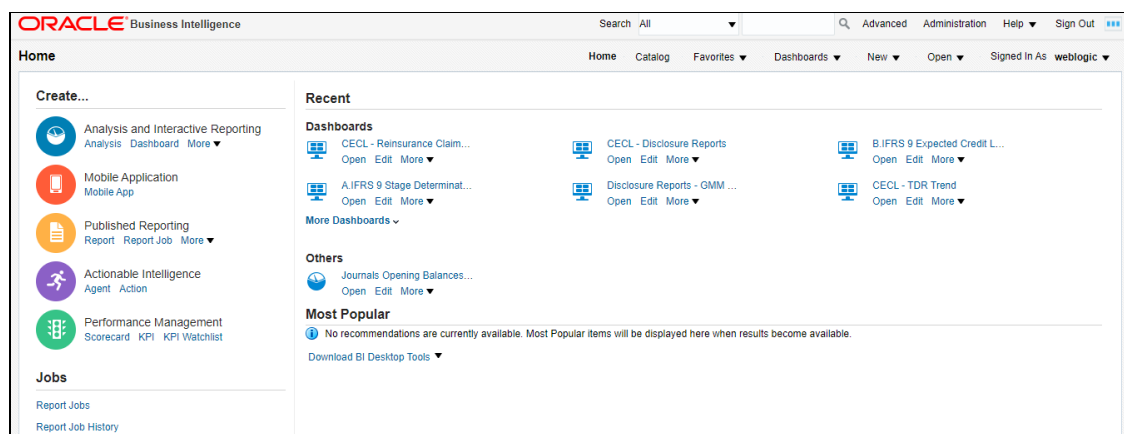 ORACLE Business Intelligence
Search All Advanced Administration Help Sign Out
Home
Home Catalog Favorites Dashboards New Open Signed In As weblogic
Create...
Analysis and Interactive Reporting
Analysis Dashboard More
Mobile Application
Mobile App
Published Reporting
Report Report Job More
Actionable Intelligence
Agent Action
Performance Management
Scorecard KPI KPI Watchlist
Jobs
Report Jobs
Report Job History
Recent
Dashboards
CECL - Reinsurance Claim...
Open Edit More
CECL - Disclosure Reports
Open Edit More
B.IFRS 9 Expected Credit L...
Open Edit More
A.IFRS 9 Stage Determinat...
Open Edit More
Disclosure Reports - GMM ...
Open Edit More
CECL - TDR Trend
Open Edit More
More Dashboards
Others
Journals Opening Balances...
Open Edit More
Most Popular
No recommendations are currently available. Most Popular items will be displayed here when results become available.
Download BI Desktop Tools